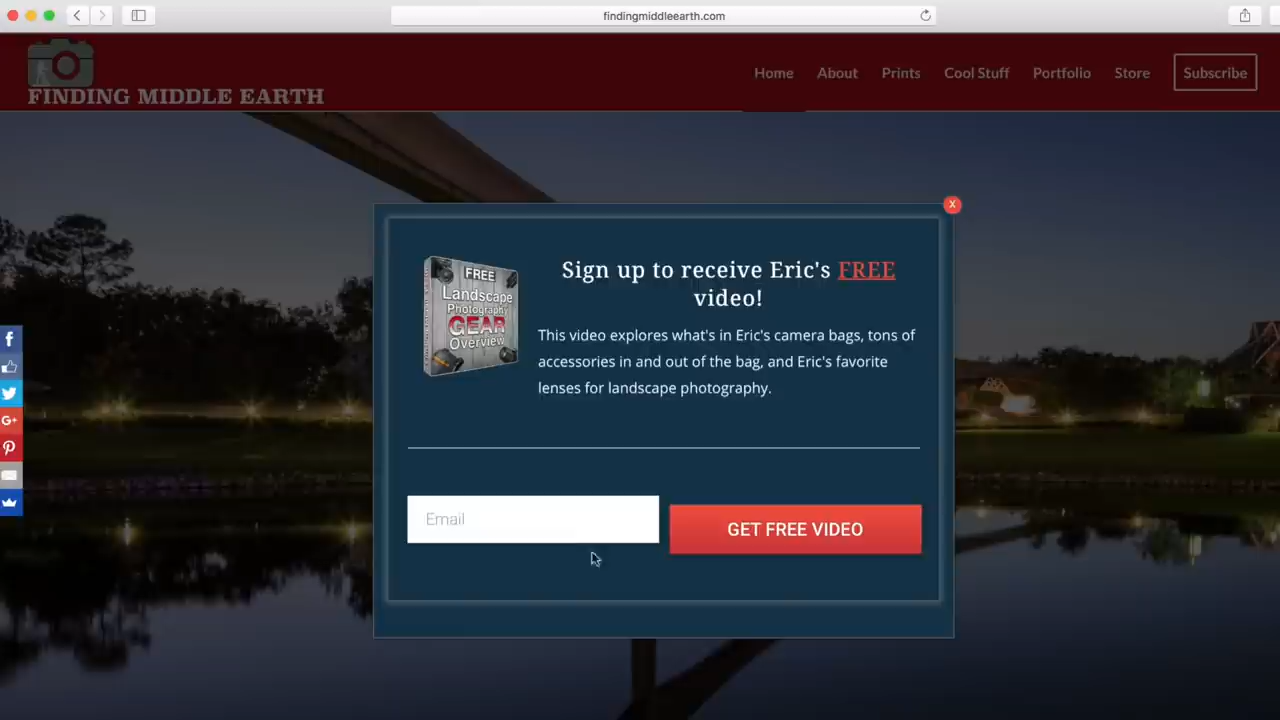 findingmiddleearth.com
FINDING MIDDLE EARTH
Home About Prints Cool Stuff Portfolio Store Subscribe
X
FREE
Landscape
Photography
GEAR
Overview
Sign up to receive Eric's FREE
video!
This video explores what's in Eric's camera bags, tons of
accessories in and out of the bag, and Eric's favorite
lenses for landscape photography.
Email
GET FREE VIDEO